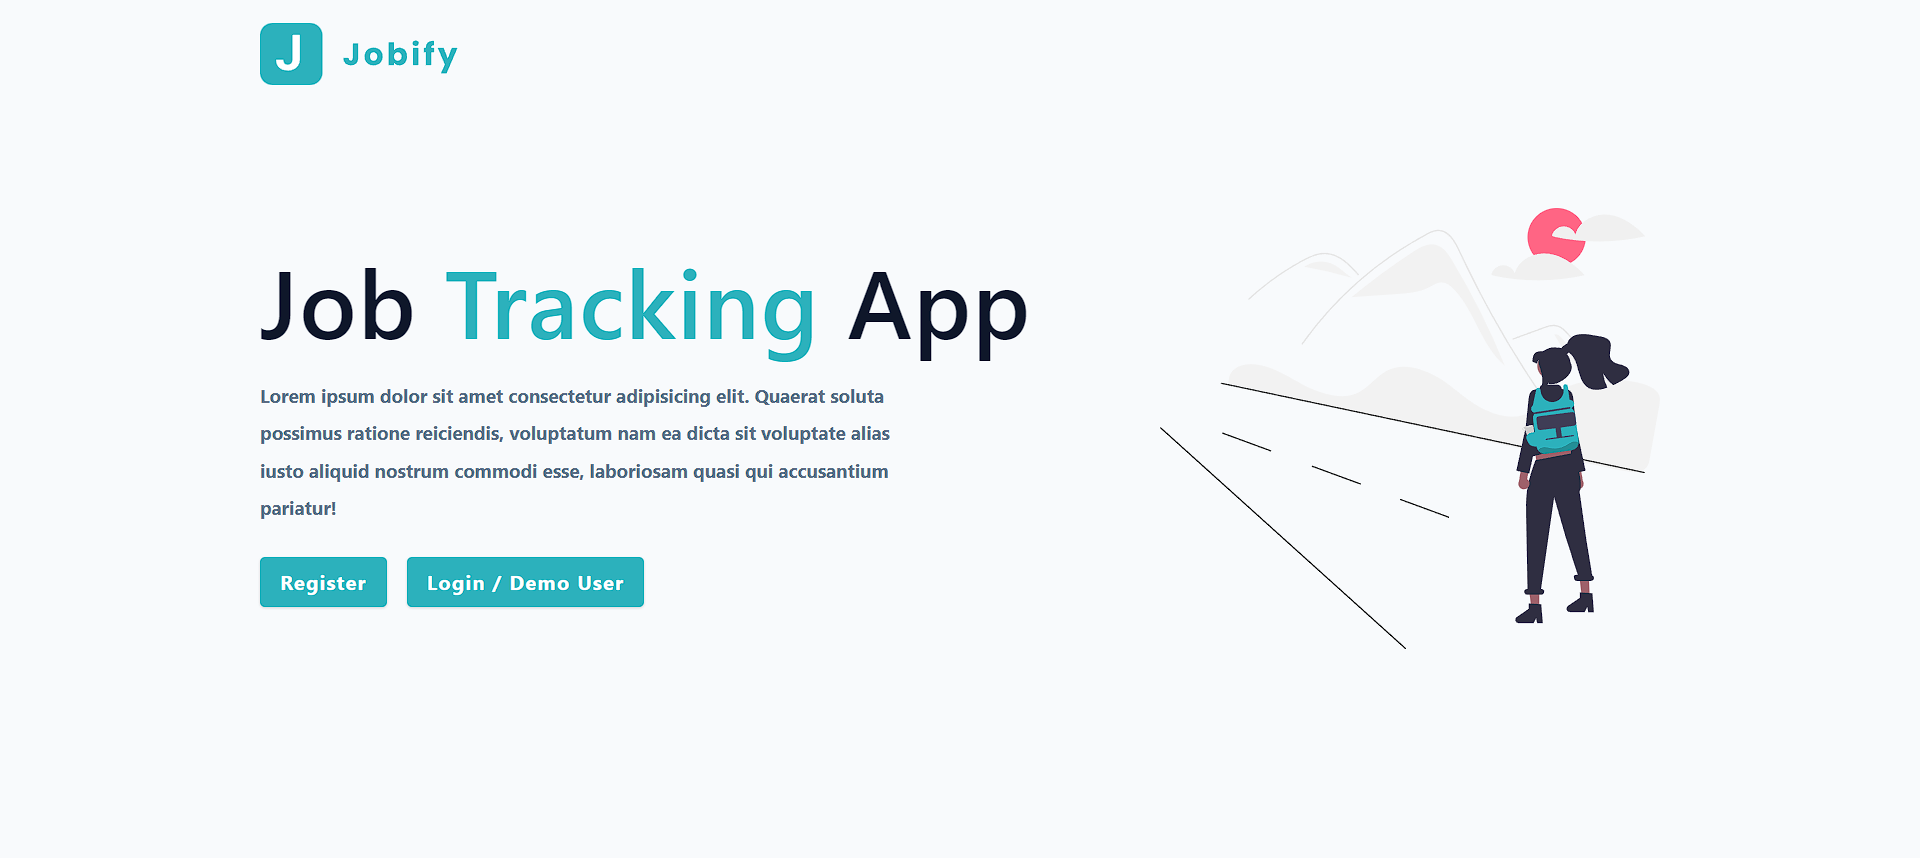 J Jobify
Job Tracking App
Lorem ipsum dolor sit amet consectetur adipisicing elit. Quaerat soluta
possimus ratione reiciendis, voluptatum nam ea dicta sit voluptate alias
iusto aliquid nostrum commodi esse, laboriosam quasi qui accusantium
pariatur!
Register Login / Demo User